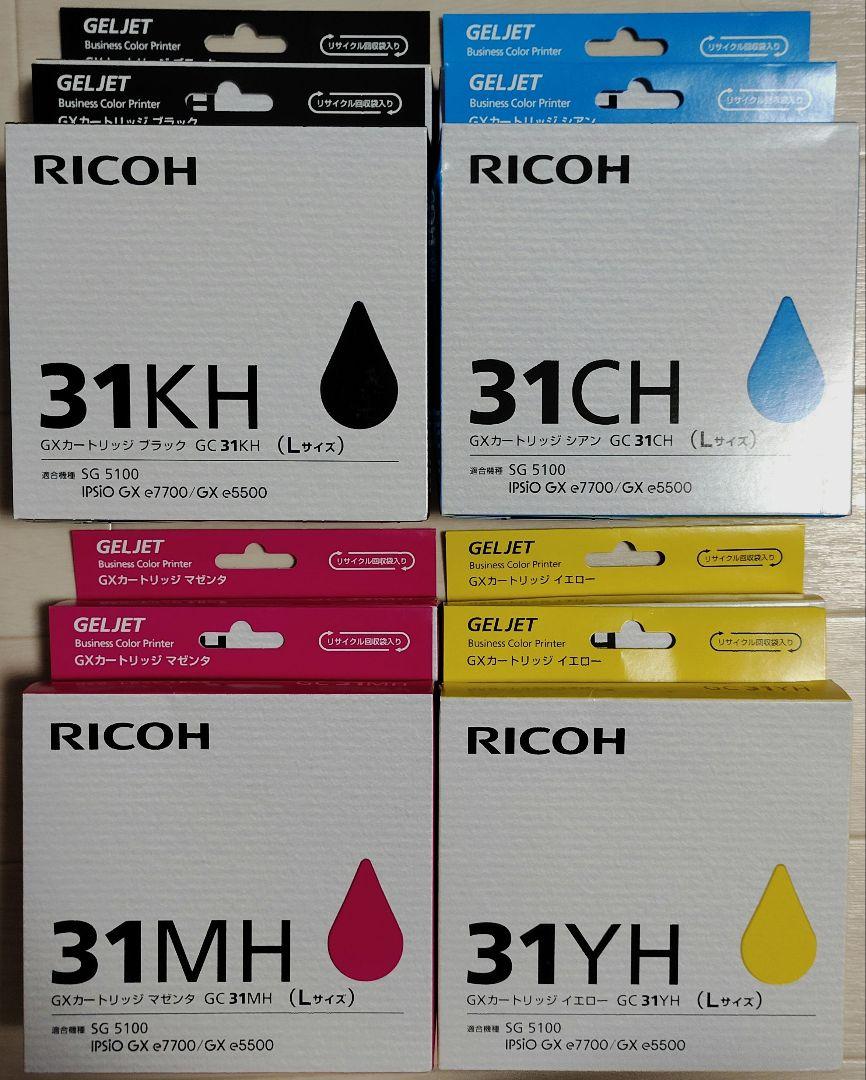 GELJET
Business Color Printer
リサイクル回収袋入り
GELJET
Business Color Printer
リサイクル回収袋入り
GXカートリッジ ブラック
RICOH
31KH
GXカートリッジ ブラック GC 31KH (Lサイズ)
適合機種 SG 5100
IPSiO GX e7700/GX e5500
GELJET
Business Color Printer
リサイクル回収袋入り
GELJET
Business Color Printer
リサイクル回収袋入り
GXカートリッジ シアン
RICOH
31CH
GXカートリッジ シアン GC 31CH (Lサイズ)
適合機種 SG 5100
IPSiO GX e7700/GX e5500
GELJET
Business Color Printer
GXカートリッジ マゼンタ
リサイクル回収袋入り
GELJET
Business Color Printer
GXカートリッジ マゼンタ
リサイクル回収袋入り
GC 31MH
RICOH
31MH
GXカートリッジ マゼンタ GC 31MH (Lサイズ)
適合機種 SG 5100
IPSiO GX e7700/GX e5500
GELJET
Business Color Printer
GXカートリッジ イエロー
リサイクル回収袋入り
GELJET
Business Color Printer
GXカートリッジ イエロー
リサイクル回収袋入り
GC 31YH
RICOH
31YH
GXカートリッジ イエロー GC 31YH (Lサイズ)
適合機種 SG 5100
IPSiO GX e7700/GX e5500